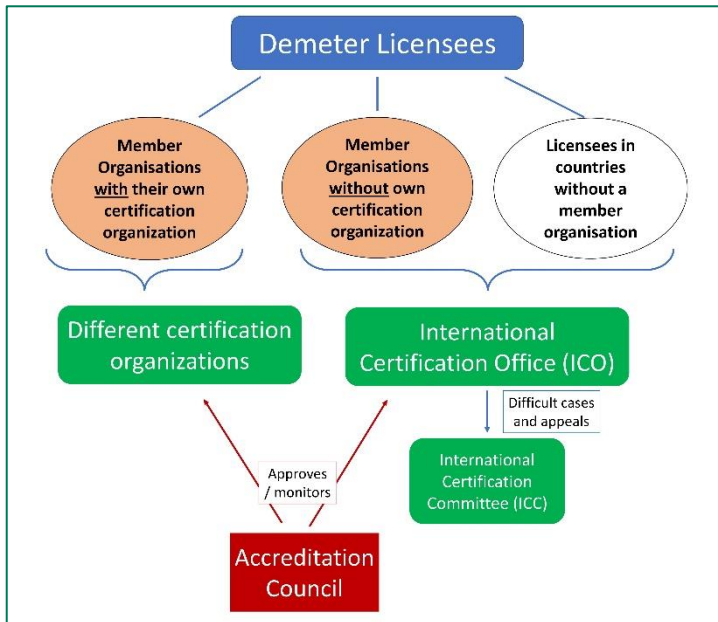 Demeter Licensees
Member
Organisations
with their own
certification
organization
Member
Organisations
without own
certification
organization
Licensees in
countries
without a
member
organisation
Different certification
organizations
International
Certification Office (ICO)
Difficult cases
and appeals
International
Certification
Committee (ICC)
Approves
/ monitors
Accreditation
Council